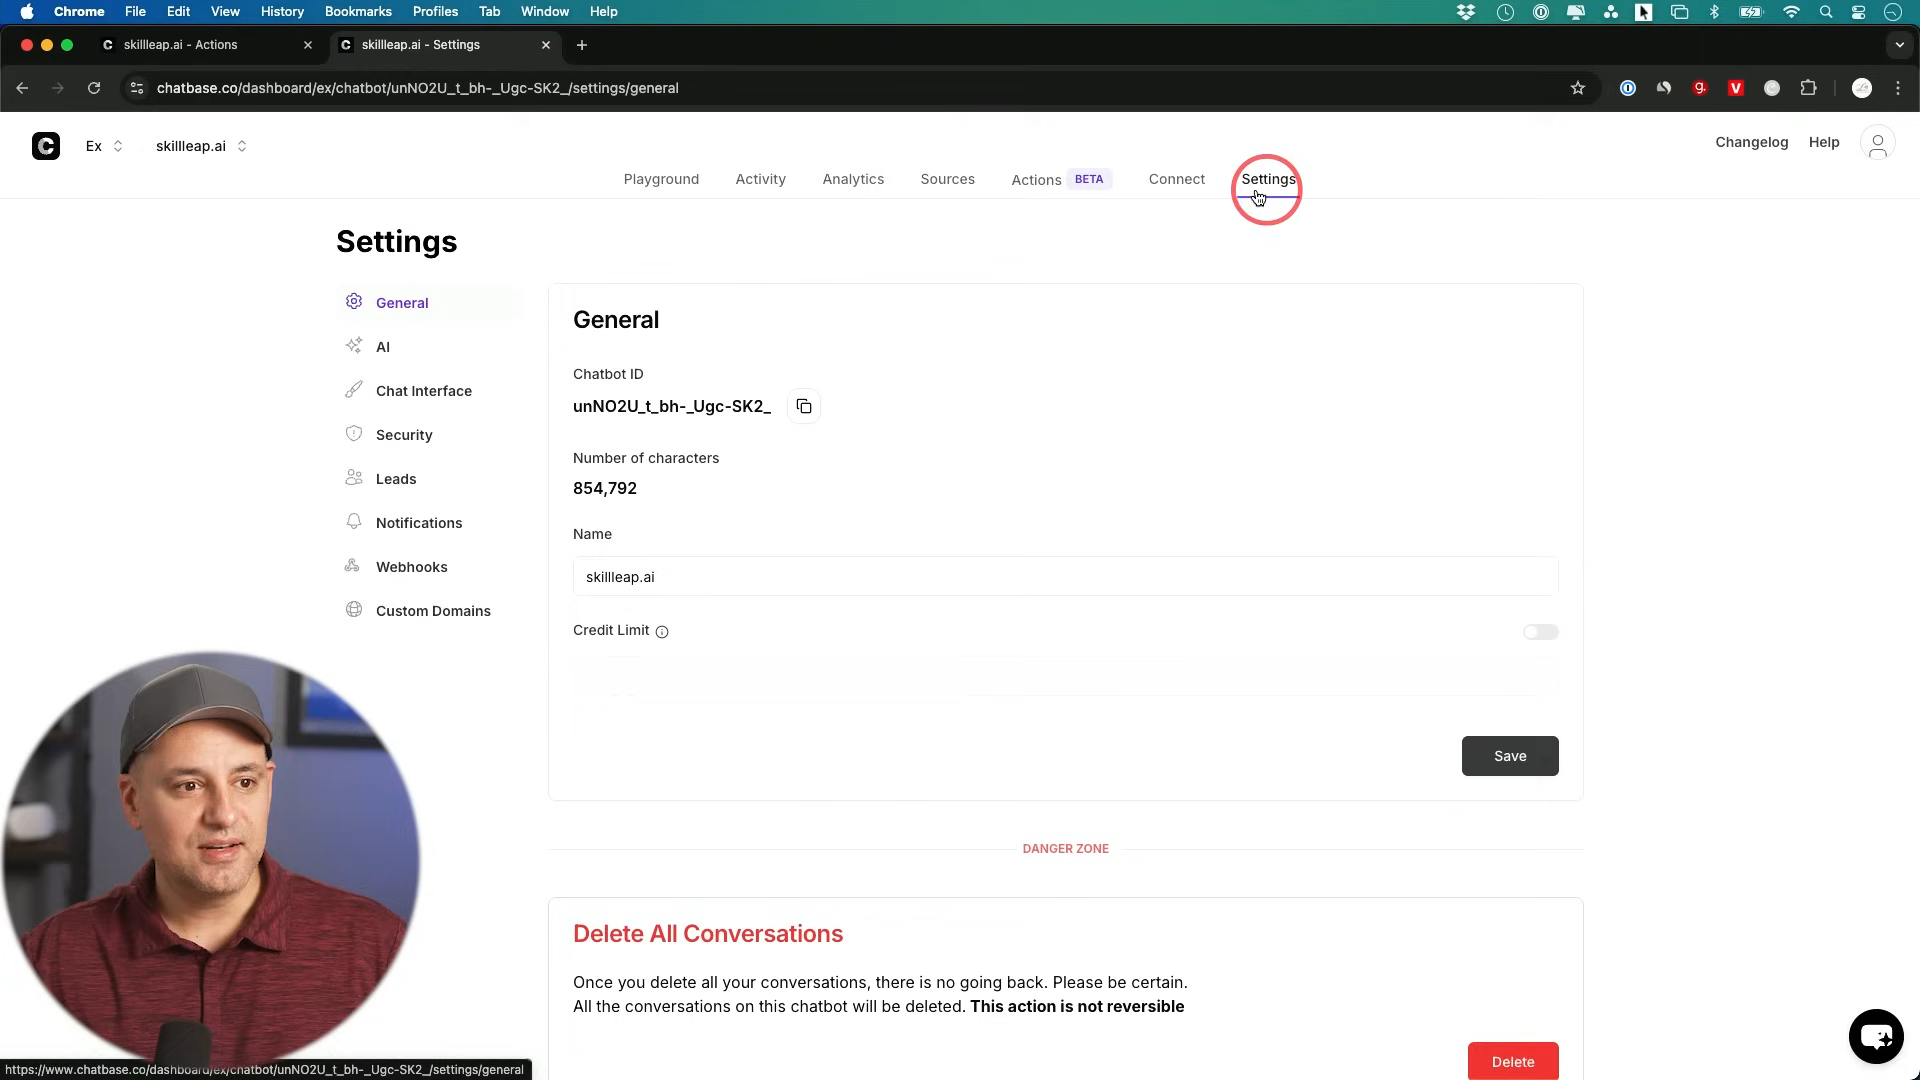 Chrome File Edit View History Bookmarks Profiles Tab Window Help
skillleap.ai - Actions
skillleap.ai - Settings
chatbase.co/dashboard/ex/chatbot/unNO2U_t_bh-_Ugc-SK2_/settings/general
Ex
skillleap.ai
Changelog Help
Playground Activity Analytics Sources Actions BETA Connect Settings
Settings
General
AI
Chat Interface
Security
Leads
Notifications
Webhooks
Custom Domains
General
Chatbot ID
unNO2U_t_bh-_Ugc-SK2_
Number of characters
854,792
Name
skillleap.ai
Credit Limit
Save
DANGER ZONE
Delete All Conversations
Once you delete all your conversations, there is no going back. Please be certain.
All the conversations on this chatbot will be deleted. This action is not reversible
Delete
https://www.chatbase.co/dashboard/ex/chatbot/unNO2U_t_bh-_Ugc-SK2_/settings/general